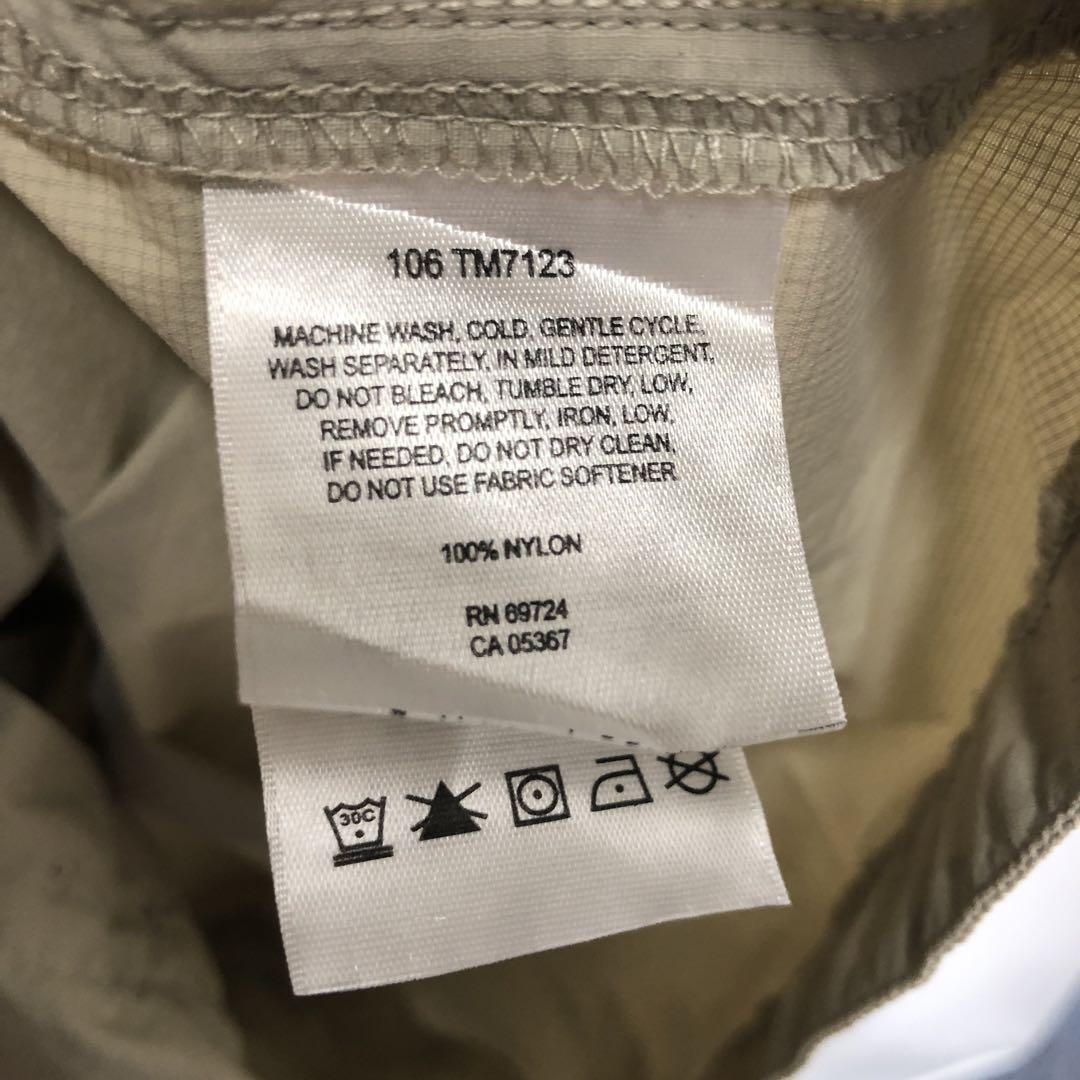 106 TM7123
MACHINE WASH, COLD. GENTLE CYCLE.
WASH SEPARATELY, IN MILD DETERGENT.
DO NOT BLEACH, TUMBLE DRY, LOW,
REMOVE PROMPTLY, IRON, LOW,
IF NEEDED. DO NOT DRY CLEAN.
DO NOT USE FABRIC SOFTENER
100% NYLON
RN 69724
CA 05367
30C